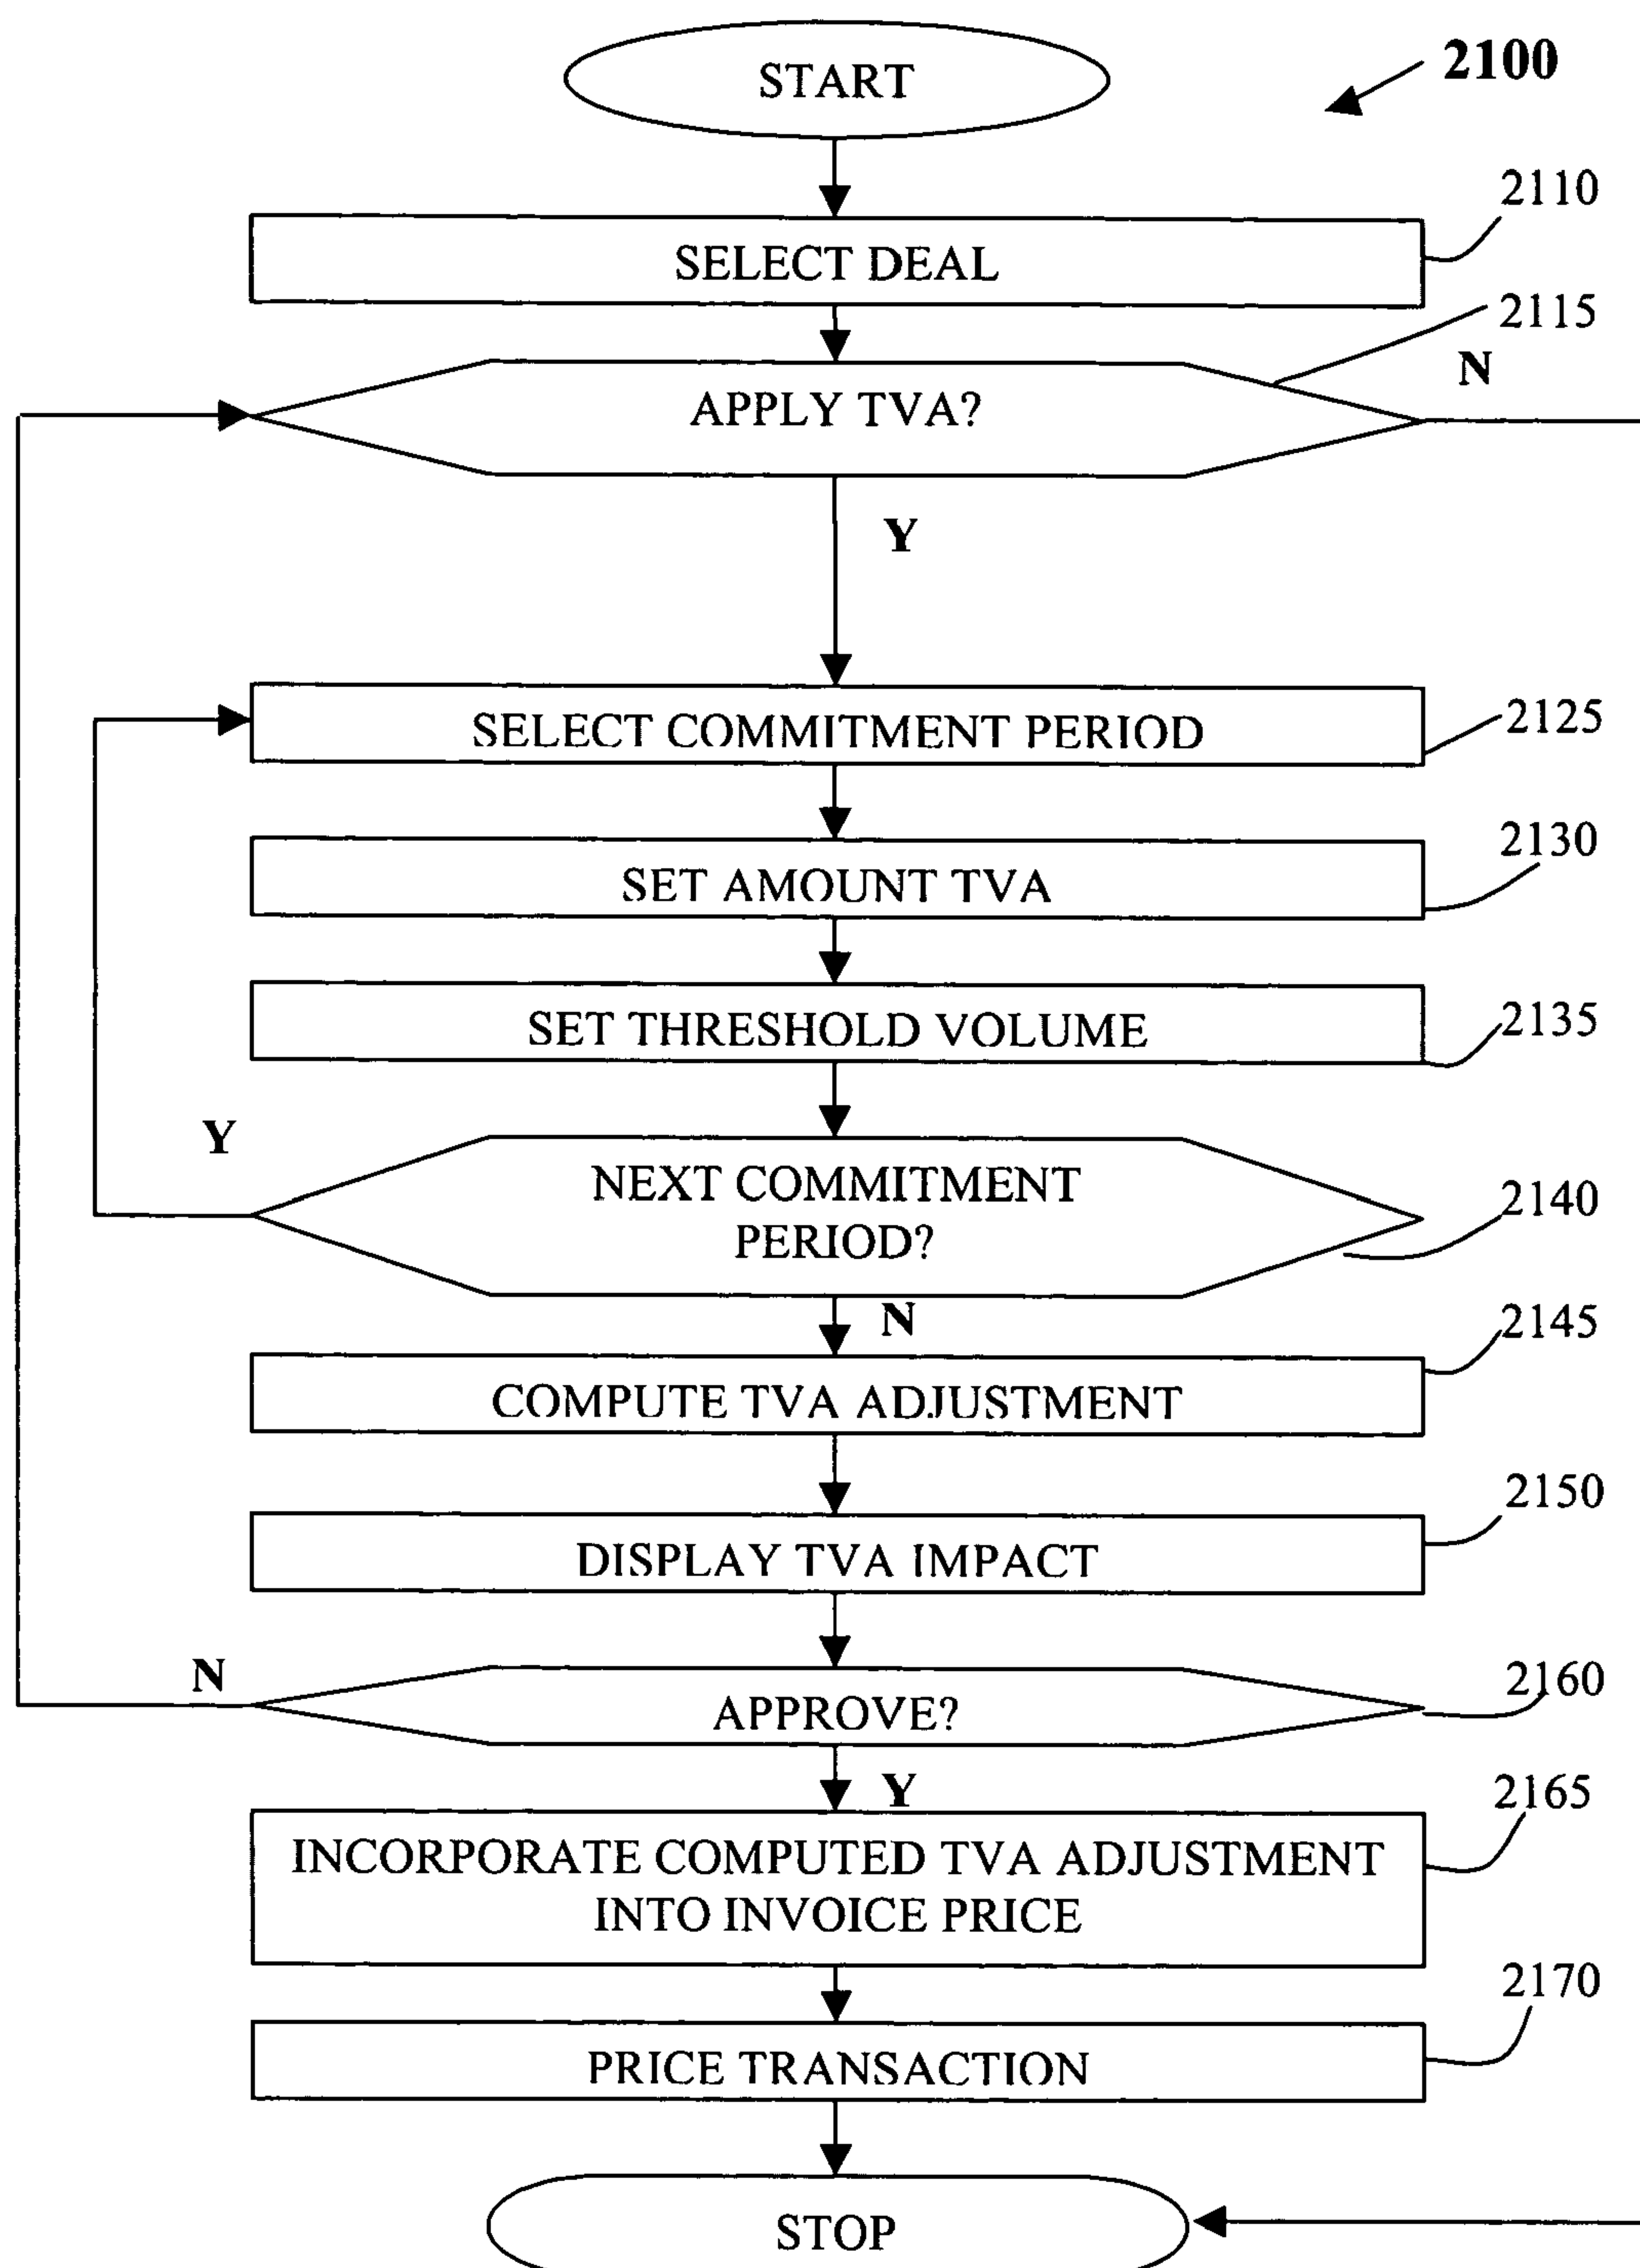 START
2100
2110
SELECT DEAL
2115
N
APPLY TVA?
Y
SELECT COMMITMENT PERIOD
2125
2130
SET AMOUNT TVA
2135
SET THRESHOLD VOLUME
Y
NEXT COMMITMENT
PERIOD?
2140
N
2145
COMPUTE TVA ADJUSTMENT
2150
DISPLAY TVA IMPACT
N
2160
APPROVE?
Y
2165
INCORPORATE COMPUTED TVA ADJUSTMENT
INTO INVOICE PRICE
2170
PRICE TRANSACTION
STOP